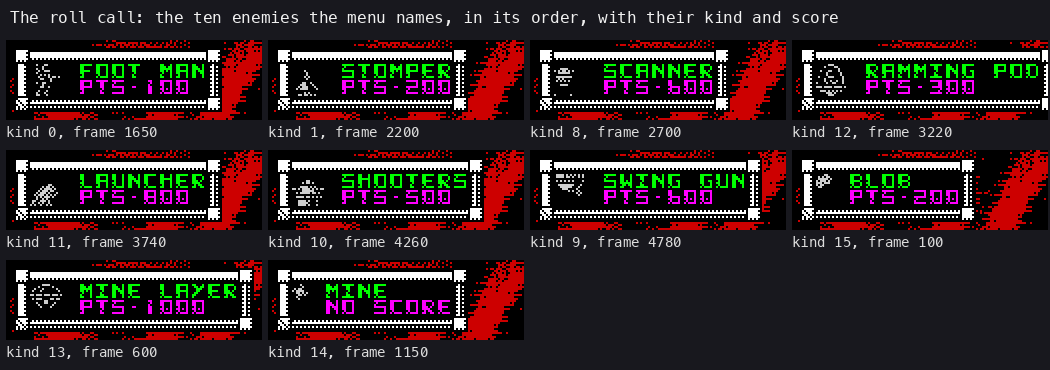 The roll call: the ten enemies the menu names, in its order, with their kind and score
FOOT MAN
PTS-100
kind 0, frame 1650
STOMPER
PTS-200
kind 1, frame 2200
SCANNER
PTS-600
kind 8, frame 2700
RAMMING POD
PTS-300
kind 12, frame 3220
LAUNCHER
PTS-800
kind 11, frame 3740
SHOOTERS
PTS-500
kind 10, frame 4260
SWING GUN
PTS-600
kind 9, frame 4780
BLOB
PTS-200
kind 15, frame 100
MINE LAYER
PTS-1000
kind 13, frame 600
MINE
NO SCORE
kind 14, frame 1150